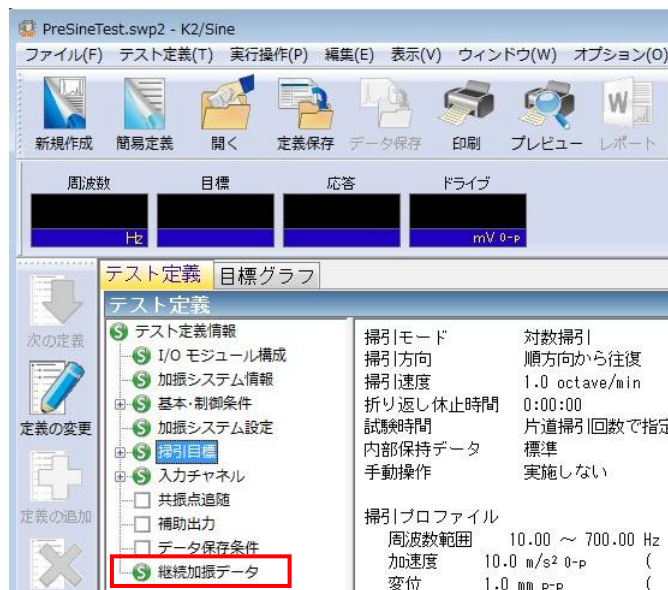 PreSineTest.swp2 - K2/Sine
ファイル(F) テスト定義(T) 実行操作(P) 編集(E) 表示(V) ウィンドウ(W) オプション(O)
新規作成 簡易定義 開く 定義保存 データ保存 印刷 プレビュー レポート
周波数 目標 応答 ドライブ
Hz mV 0-p
テスト定義 目標グラフ
テスト定義
次の定義
定義の変更
定義の追加
テスト定義情報
I/O モジュール構成
加振システム情報
基本・制御条件
加振システム設定
掃引目標
入力チャネル
共振点追随
補助出力
データ保存条件
継続加振データ
掃引モード 対数掃引
掃引方向 順方向から往復
掃引速度 1.0 octave/min
折り返し休止時間 0:00:00
試験時間 片道掃引回数で指定
内部保持データ 標準
手動操作 実施しない
掃引プロファイル
周波数範囲 10.00 ～ 700.00 Hz
加速度 10.0 m/s² 0-p (
変位 1.0 mm p-p (